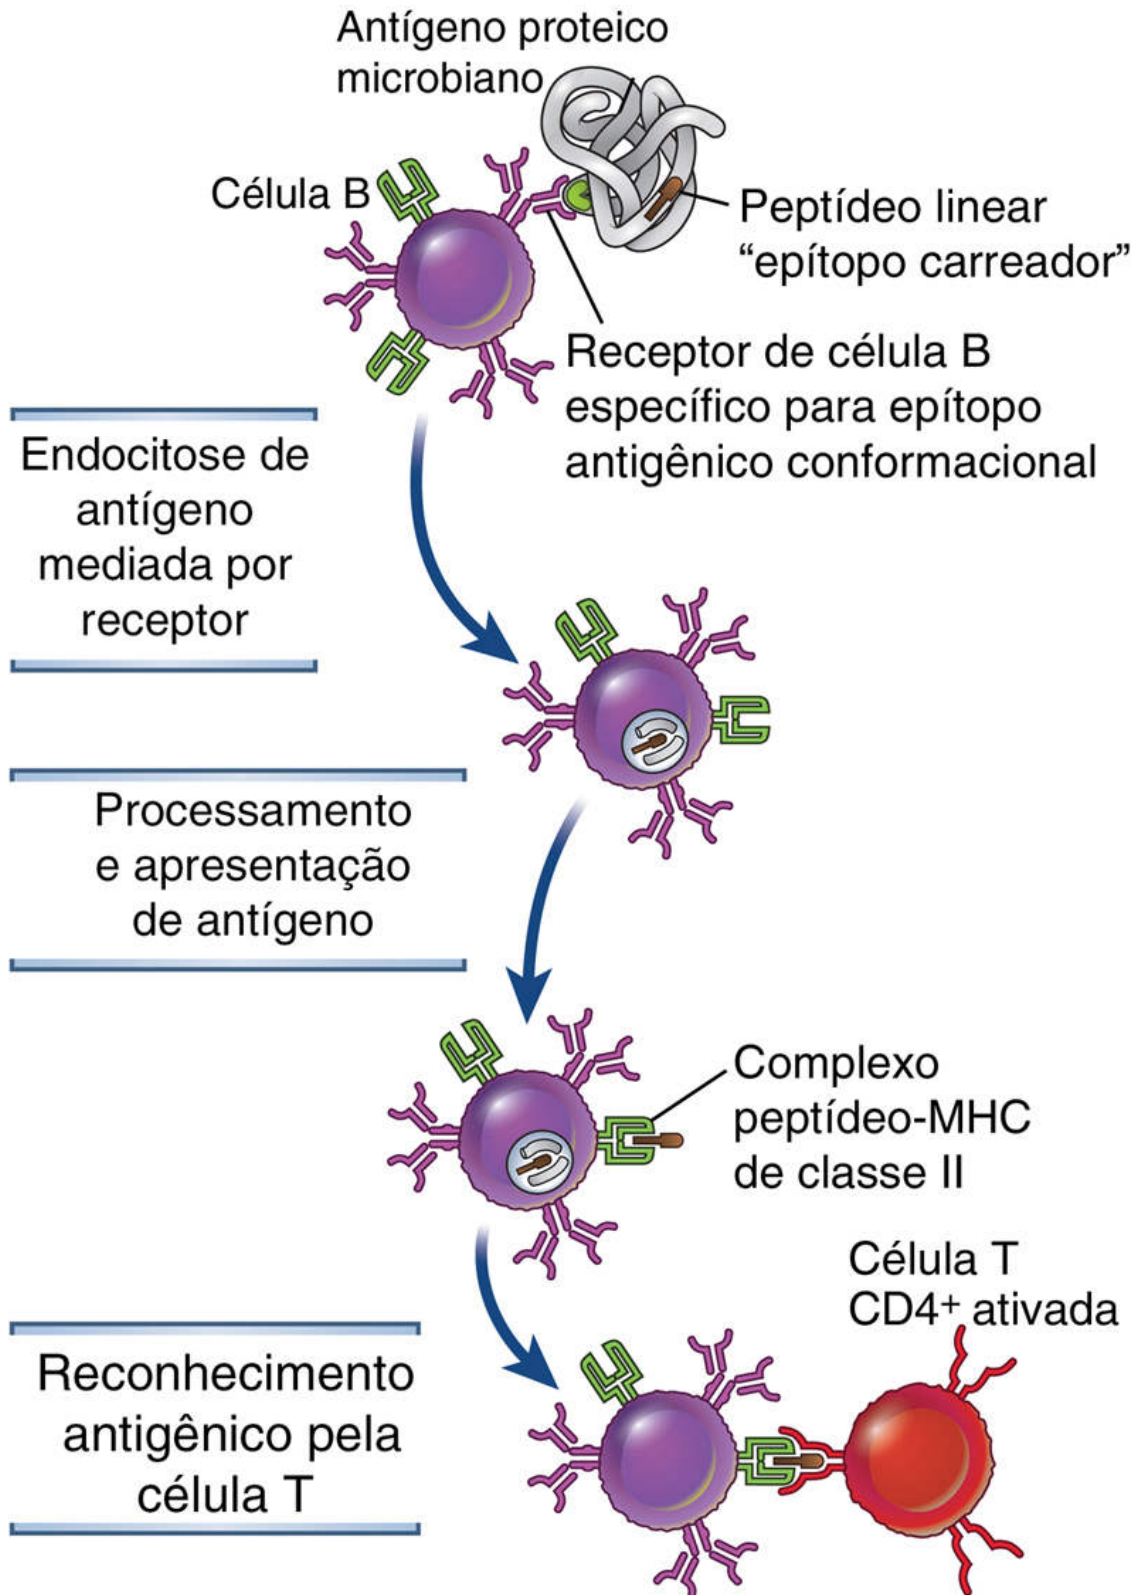 Antígeno proteico
microbiano
Célula B
Peptídeo linear
“epítopo carreador”
Receptor de célula B
específico para epítopo
antigênico conformacional
Endocitose de
antígeno
mediada por
receptor
Processamento
e apresentação
de antígeno
Complexo
peptídeo-MHC
de classe II
Célula T
CD4⁺ ativada
Reconhecimento
antigênico pela
célula T